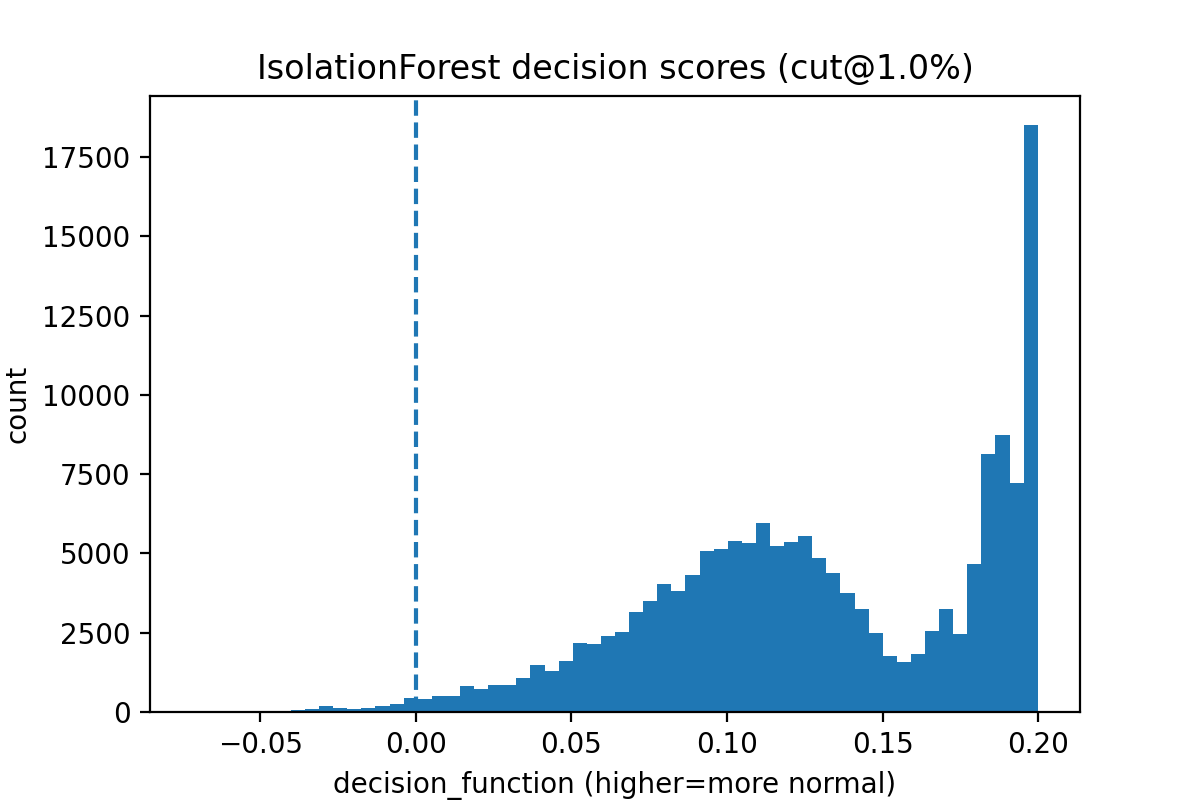 IsolationForest decision scores (cut@1.0%)
17500
15000
12500
10000
7500
5000
2500
0
count
−0.05 0.00 0.05 0.10 0.15 0.20
decision_function (higher=more normal)